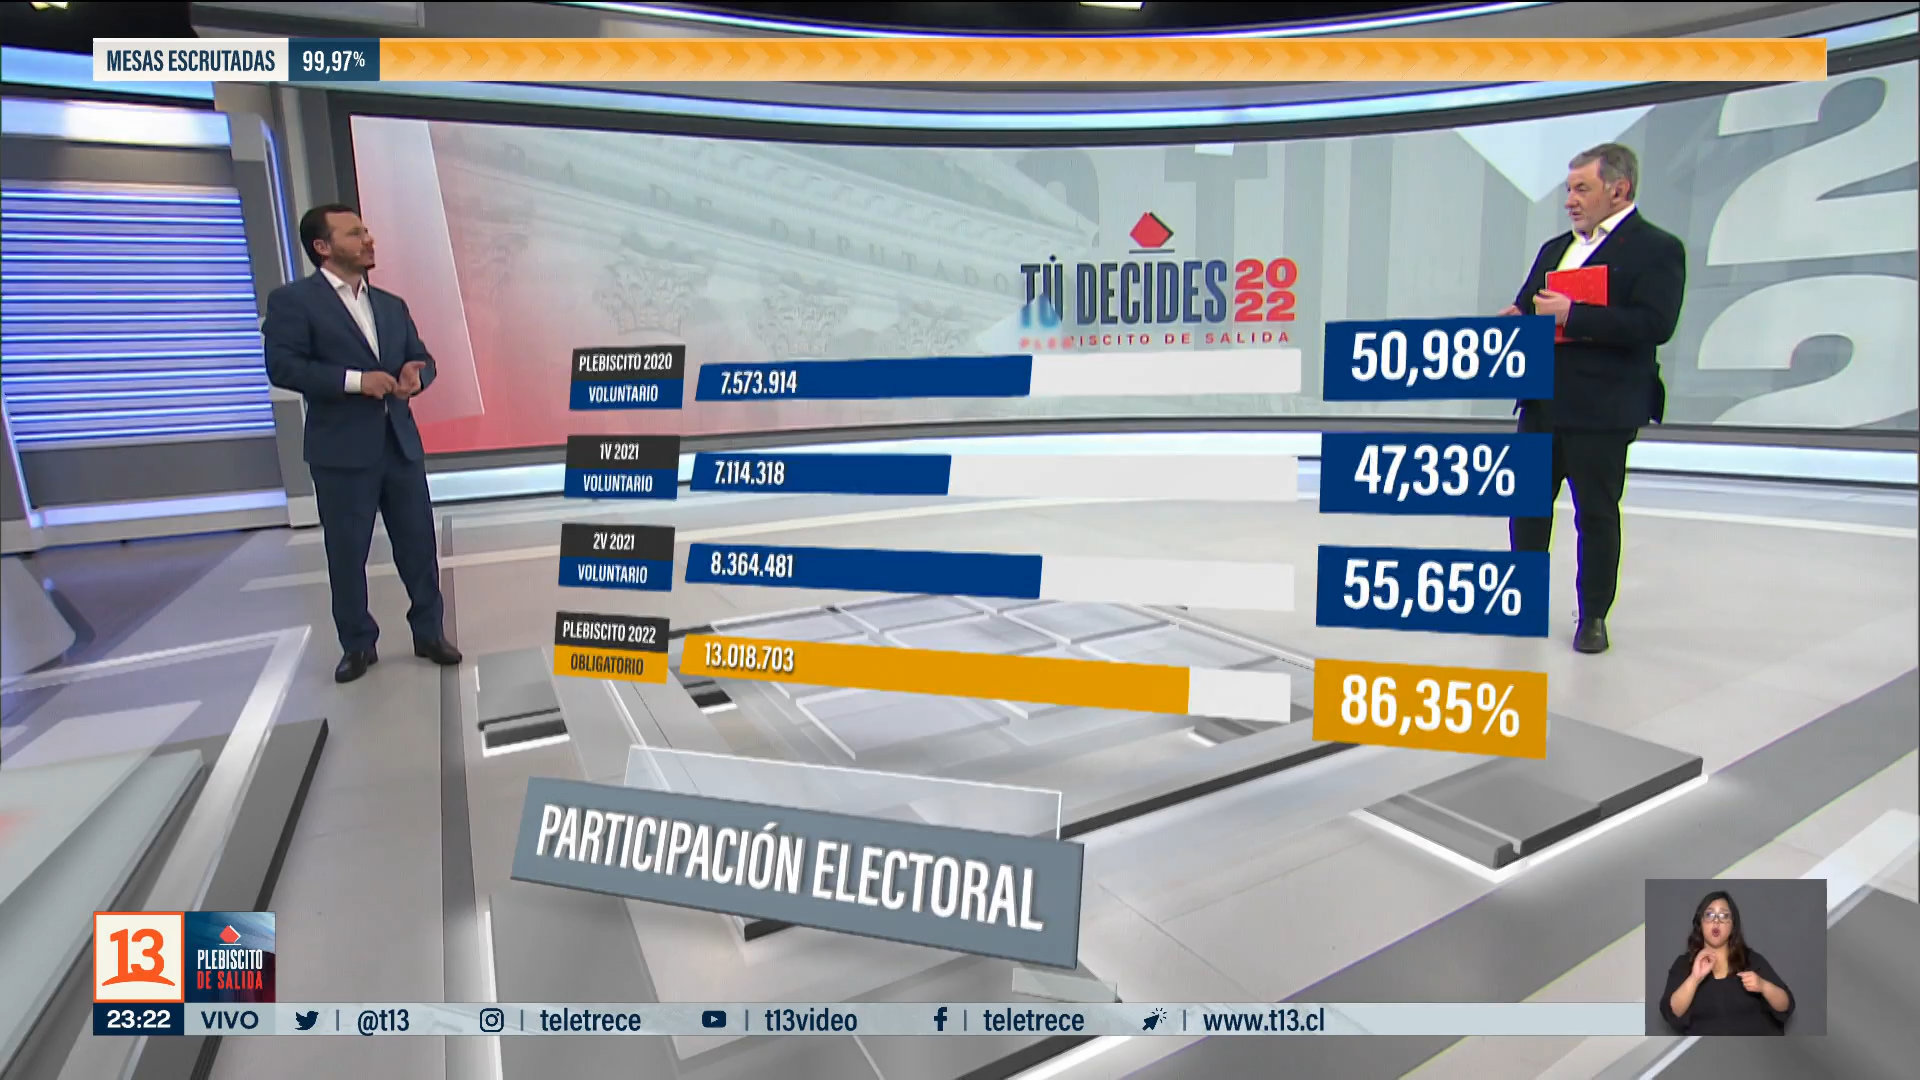 MESAS ESCRUTADAS 99,97%
DE DIPUTADO
TÚ DECIDES 2022
PLEBISCITO DE SALIDA
PLEBISCITO 2020
VOLUNTARIO
7.573.914
50,98%
1V 2021
VOLUNTARIO
7.114.318
47,33%
2V 2021
VOLUNTARIO
8.364.481
55,65%
PLEBISCITO 2022
OBLIGATORIO
13.018.703
86,35%
PARTICIPACIÓN ELECTORAL
13
PLEBISCITO
DE SALIDA
23:22 VIVO | @t13 | teletrece | t13video | teletrece | www.t13.cl